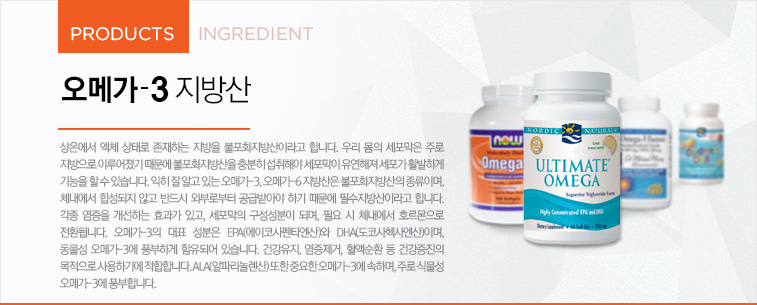 PRODUCTS
INGREDIENT
오메가-3 지방산
상온에서 액체 상태로 존재하는 지방을 불포화지방산이라고 합니다. 우리 몸의 세포막은 주로
지방으로 이루어졌기 때문에 불포화지방산을 충분히 섭취해야 세포막이 유연해져 세포가 활발하게
기능을 할 수 있습니다. 익히 잘 알고 있는 오메가-3, 오메가-6 지방산은 불포화지방산의 종류이며,
체내에서 합성되지 않고 반드시 외부로부터 공급받아야 하기 때문에 필수지방산이라고 합니다.
각종 염증을 개선하는 효과가 있고, 세포막의 구성성분이 되며, 필요 시 체내에서 호르몬으로
전환됩니다. 오메가-3의 대표 성분은 EPA(에이코사펜타엔산)와 DHA(도코사헥사엔산)이며,
동물성 오메가-3에 풍부하게 함유되어 있습니다. 건강유지, 염증제거, 혈액순환 등 건강증진의
목적으로 사용하기에 적합합니다. ALA(알파리놀렌산) 또한 중요한 오메가-3에 속하며, 주로 식물성
오메가-3에 풍부합니다.
NOW
Omega
NORDIC NATURALS
ULTIMATE
OMEGA
Superior Triglyceride Form
Highly Concentrated EPA and DHA
Dietary Supplement